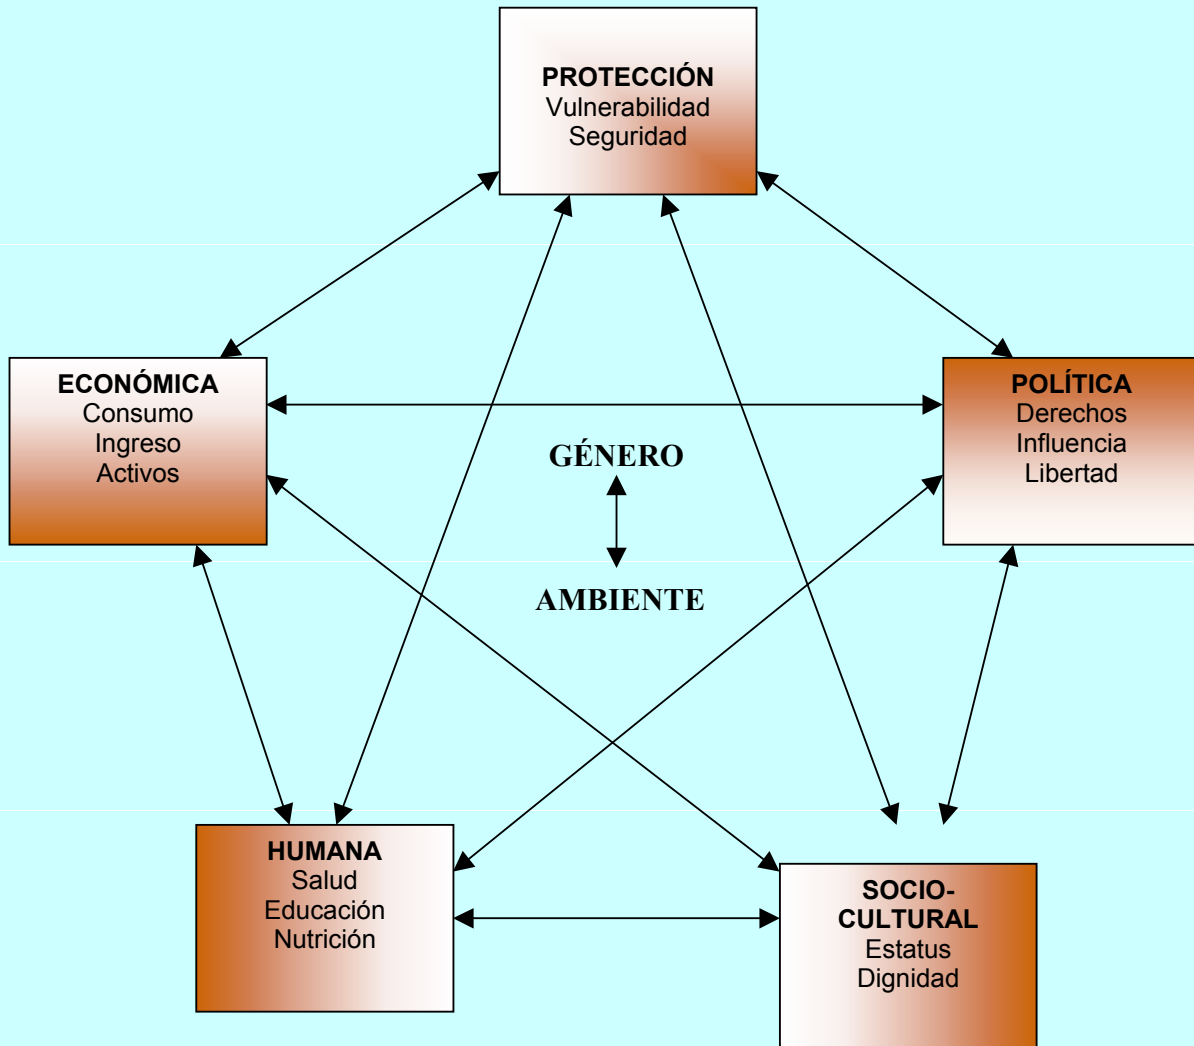 PROTECCIÓN
Vulnerabilidad
Seguridad
ECONÓMICA
Consumo
Ingreso
Activos
POLÍTICA
Derechos
Influencia
Libertad
GÉNERO
AMBIENTE
HUMANA
Salud
Educación
Nutrición
SOCIO-
CULTURAL
Estatus
Dignidad